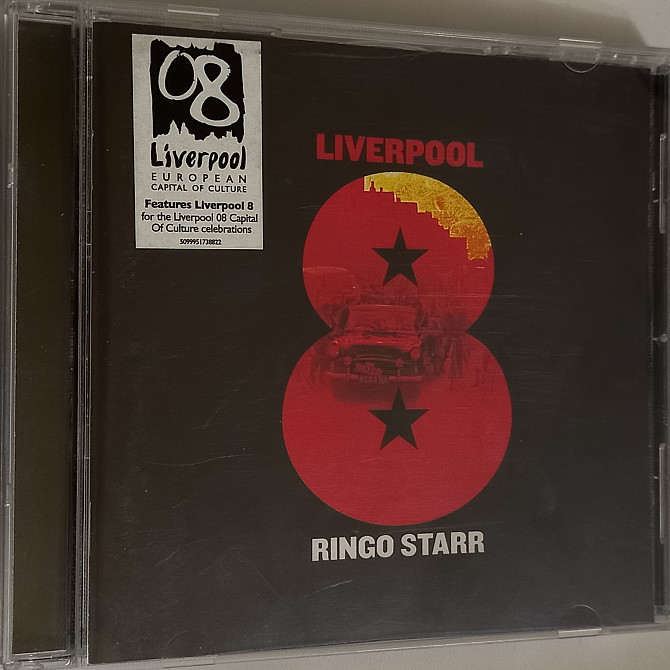 08
Liverpool
EUROPEAN
CAPITAL OF CULTURE
Features Liverpool 8
for the Liverpool 08 Capital
Of Culture celebrations
5099951738822
LIVERPOOL
RINGO STARR